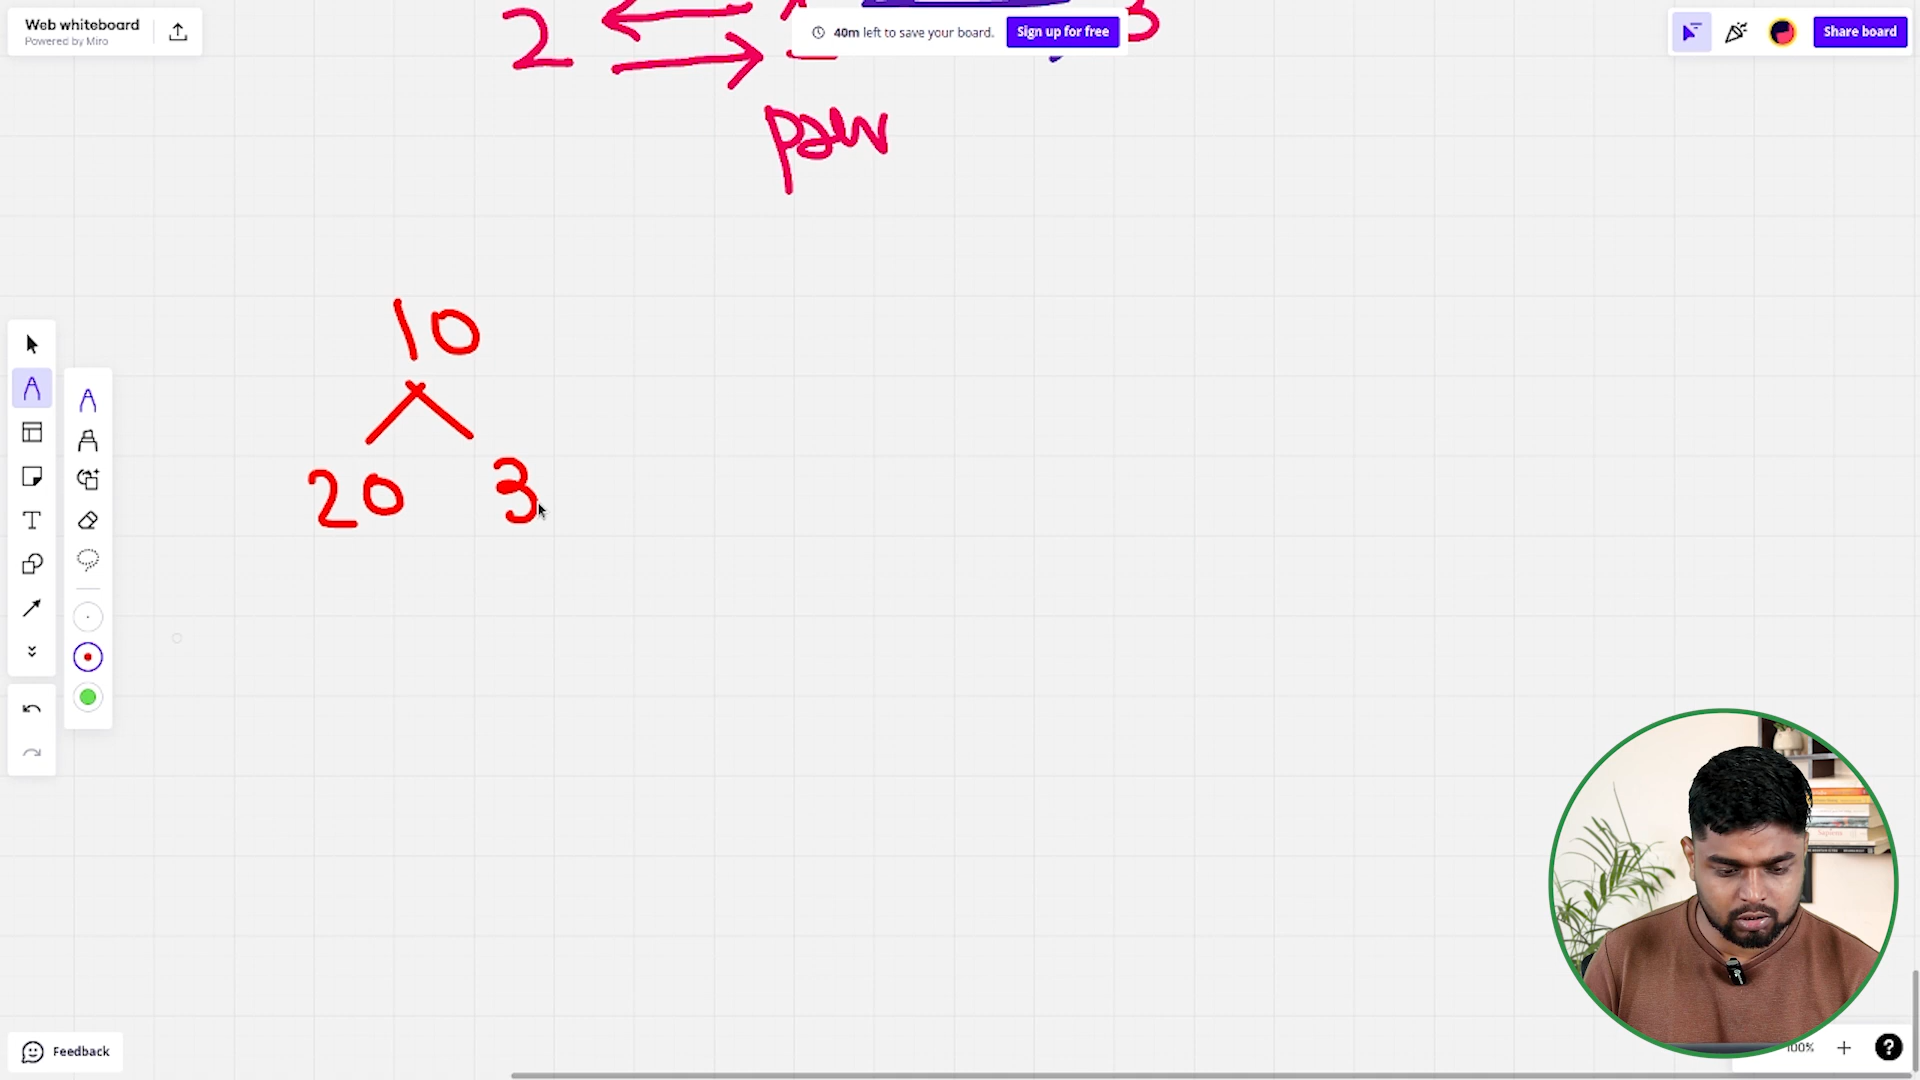 Web whiteboard
Powered by Miro
40m left to save your board.
Sign up for free
Share board
2
3
10
20 3
T
Feedback
100%
?